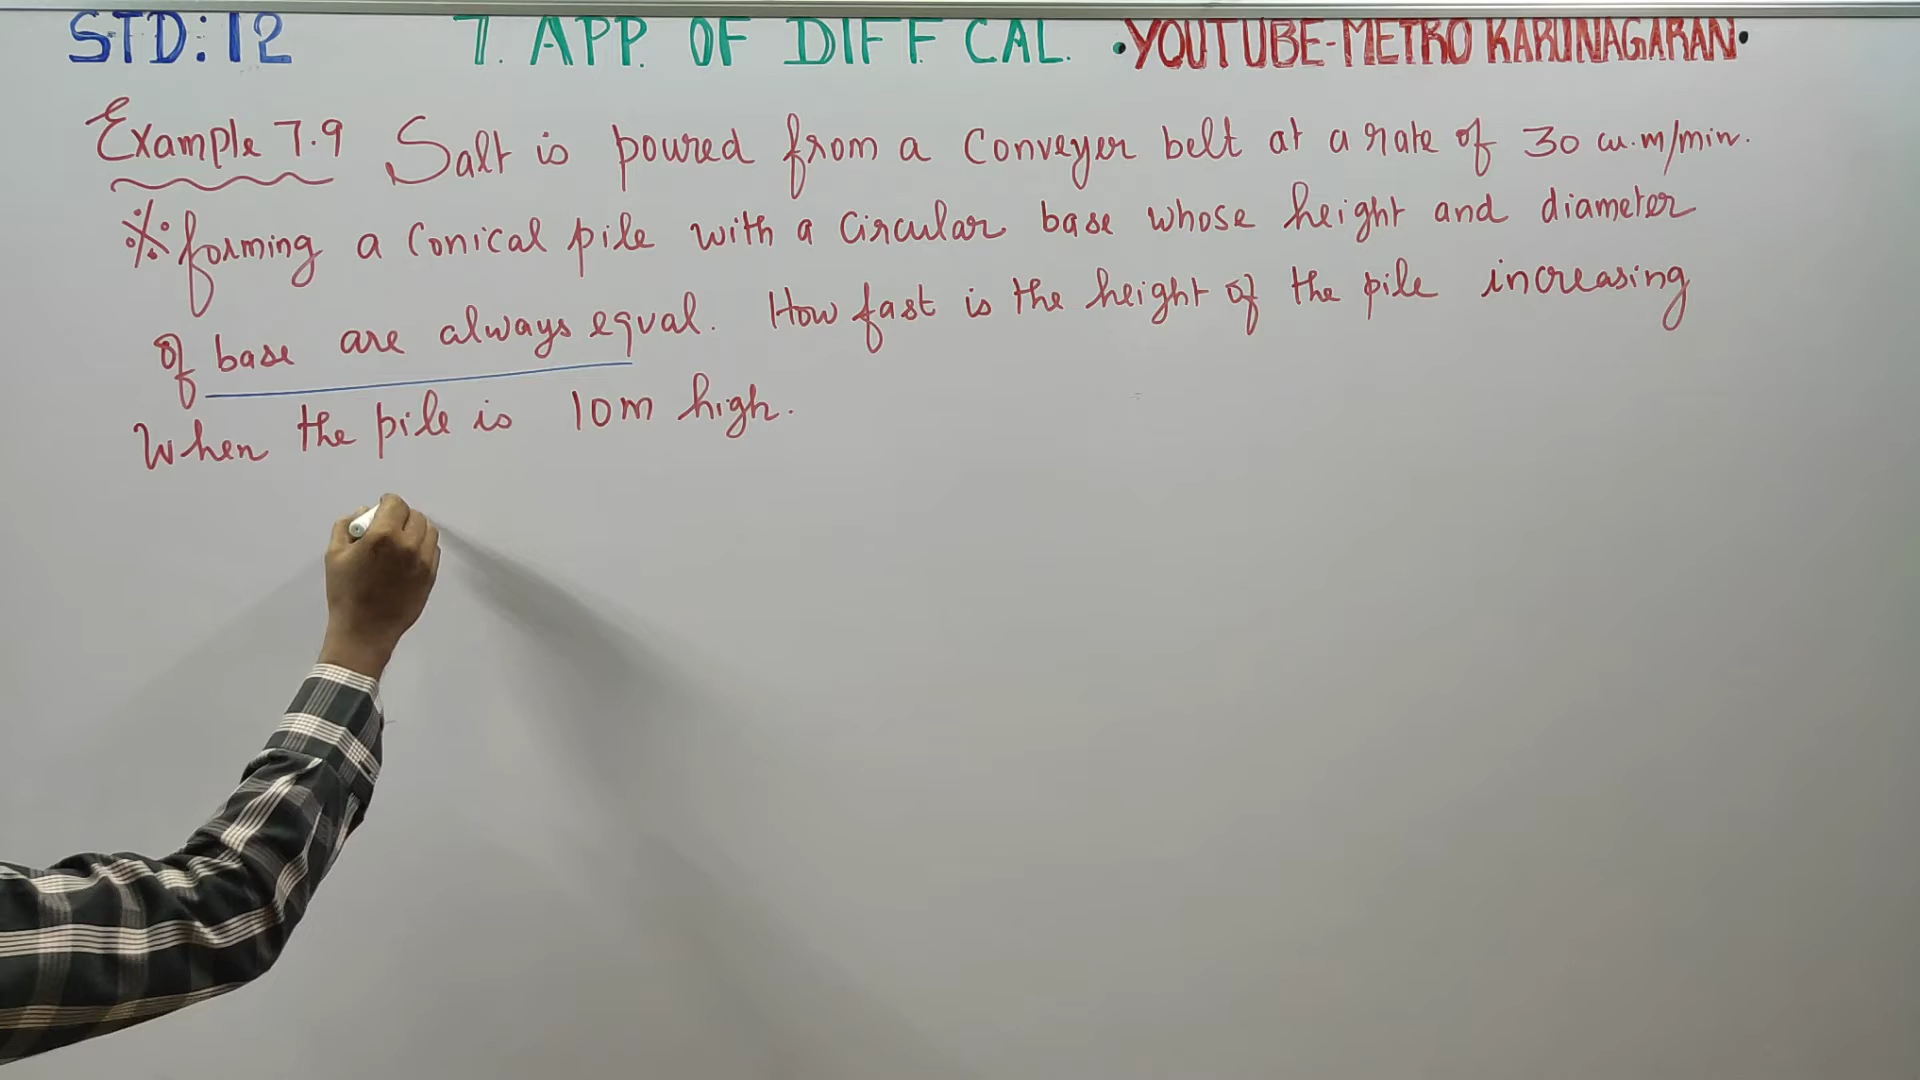 STD: 12 7. APP. OF DIFF. CAL. •YOUTUBE-METRO KARUNAGARAN•
Example 7.9 Salt is poured from a Conveyer belt at a rate of 30 cu.m/min.
※ forming a Conical pile with a Circular base whose height and diameter
of base are always equal. How fast is the height of the pile increasing
When the pile is 10m high.